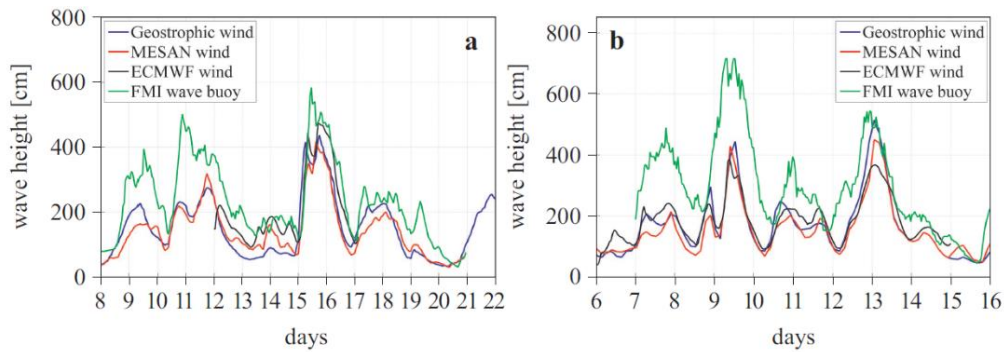 800
600
400
200
0
wave height [cm]
Geostrophic wind
MESAN wind
ECMWF wind
FMI wave buoy
a
8 9 10 11 12 13 14 15 16 17 18 19 20 21 22
days
800
600
400
200
0
wave height [cm]
b
Geostrophic wind
MESAN wind
ECMWF wind
FMI wave buoy
6 7 8 9 10 11 12 13 14 15 16
days